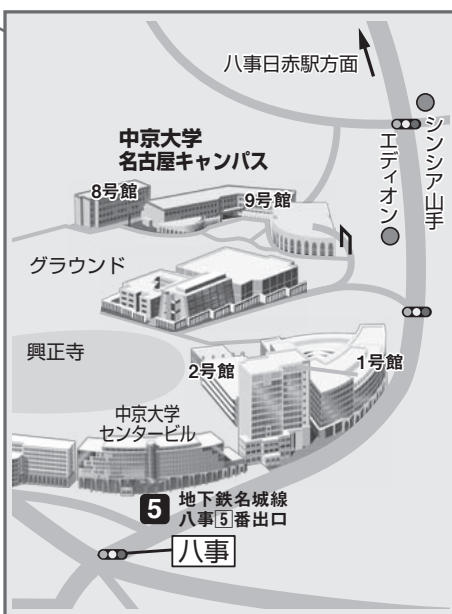 八事日赤駅方面
シンシア山手
エディオン
中京大学
名古屋キャンパス
8号館
9号館
グラウンド
興正寺
2号館
1号館
中京大学
センタービル
5 地下鉄名城線
八事5番出口
八事